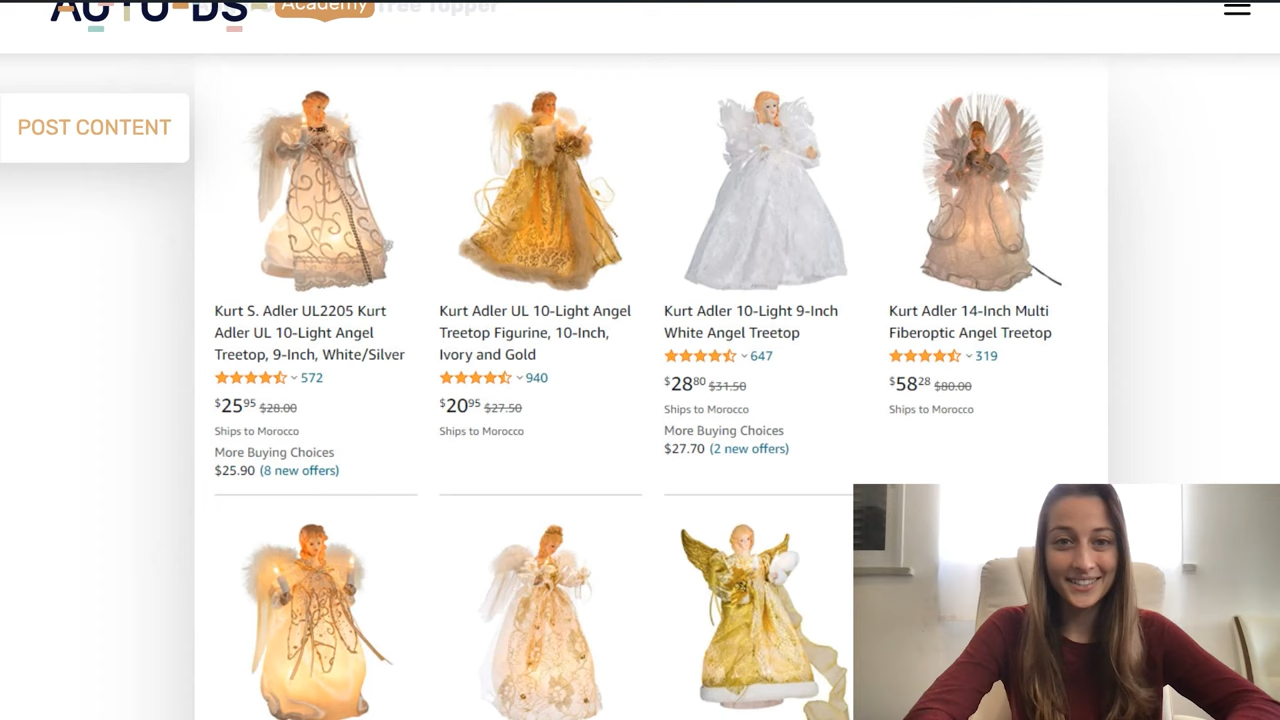 AUTO-DS
Academy
Tree Topper
POST CONTENT
Kurt S. Adler UL2205 Kurt
Adler UL 10-Light Angel
Treetop, 9-Inch, White/Silver
572
$25.95 $28.00
Ships to Morocco
More Buying Choices
$25.90 (8 new offers)
Kurt Adler UL 10-Light Angel
Treetop Figurine, 10-Inch,
Ivory and Gold
940
$20.95 $27.50
Ships to Morocco
Kurt Adler 10-Light 9-Inch
White Angel Treetop
647
$28.80 $31.50
Ships to Morocco
More Buying Choices
$27.70 (2 new offers)
Kurt Adler 14-Inch Multi
Fiberoptic Angel Treetop
319
$58.28 $80.00
Ships to Morocco